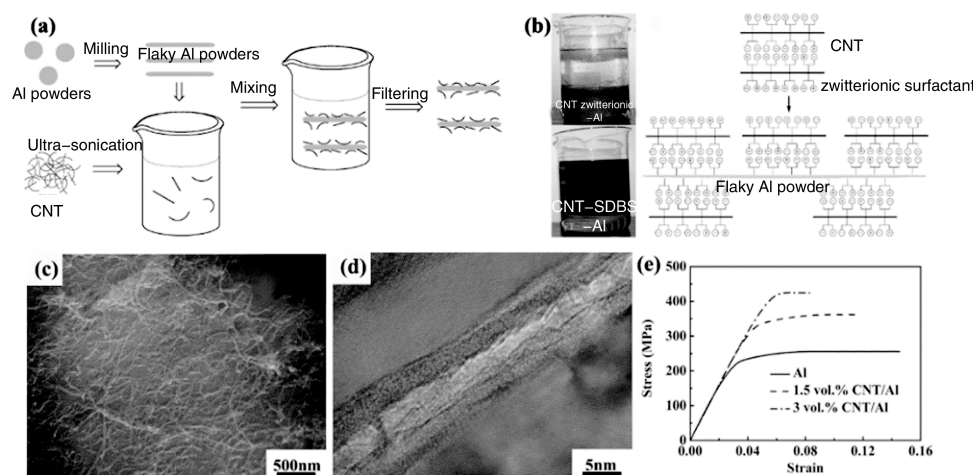 (a)
Milling
Flaky Al powders
Al powders
Mixing
Filtering
Ultra-sonication
CNT
(b)
CNT zwitterionic
-Al
CNT-SDBS
-Al
CNT
zwitterionic surfactant
Flaky Al powder
(c)
500nm
(d)
5nm
(e)
Stress (MPa)
500
400
300
200
100
0
0.00
0.04
0.08
0.12
0.16
Strain
Al
1.5 vol.% CNT/Al
3 vol.% CNT/Al